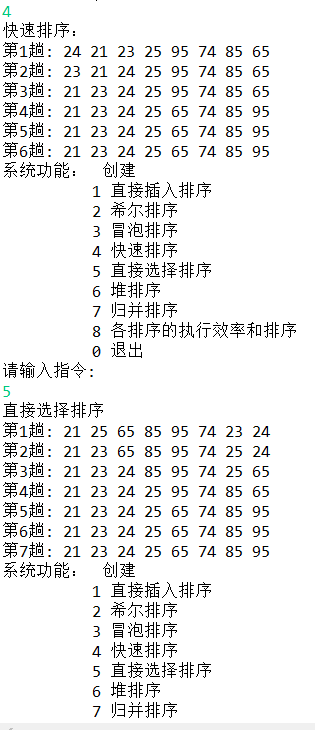 4
快速排序:
第1趟: 24 21 23 25 95 74 85 65
第2趟: 23 21 24 25 95 74 85 65
第3趟: 21 23 24 25 95 74 85 65
第4趟: 21 23 24 25 65 74 85 95
第5趟: 21 23 24 25 65 74 85 95
第6趟: 21 23 24 25 65 74 85 95
系统功能: 创建
1 直接插入排序
2 希尔排序
3 冒泡排序
4 快速排序
5 直接选择排序
6 堆排序
7 归并排序
8 各排序的执行效率和排序
0 退出
请输入指令:
5
直接选择排序
第1趟: 21 25 65 85 95 74 23 24
第2趟: 21 23 65 85 95 74 25 24
第3趟: 21 23 24 85 95 74 25 65
第4趟: 21 23 24 25 95 74 85 65
第5趟: 21 23 24 25 65 74 85 95
第6趟: 21 23 24 25 65 74 85 95
第7趟: 21 23 24 25 65 74 85 95
系统功能: 创建
1 直接插入排序
2 希尔排序
3 冒泡排序
4 快速排序
5 直接选择排序
6 堆排序
7 归并排序